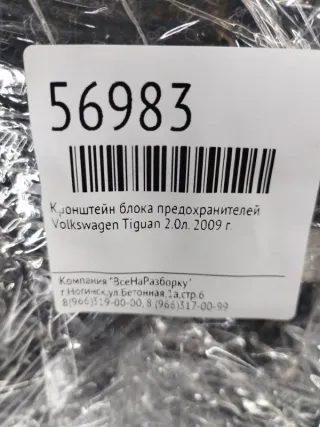 56983
Кронштейн блока предохранителей
Volkswagen Tiguan 2.0л. 2009 г.
Компания "ВсеНаРазборку"
г.Ногинск,ул.Бетонная,1а,стр.6
8(966)319-00-00, 8 (966)317-00-99